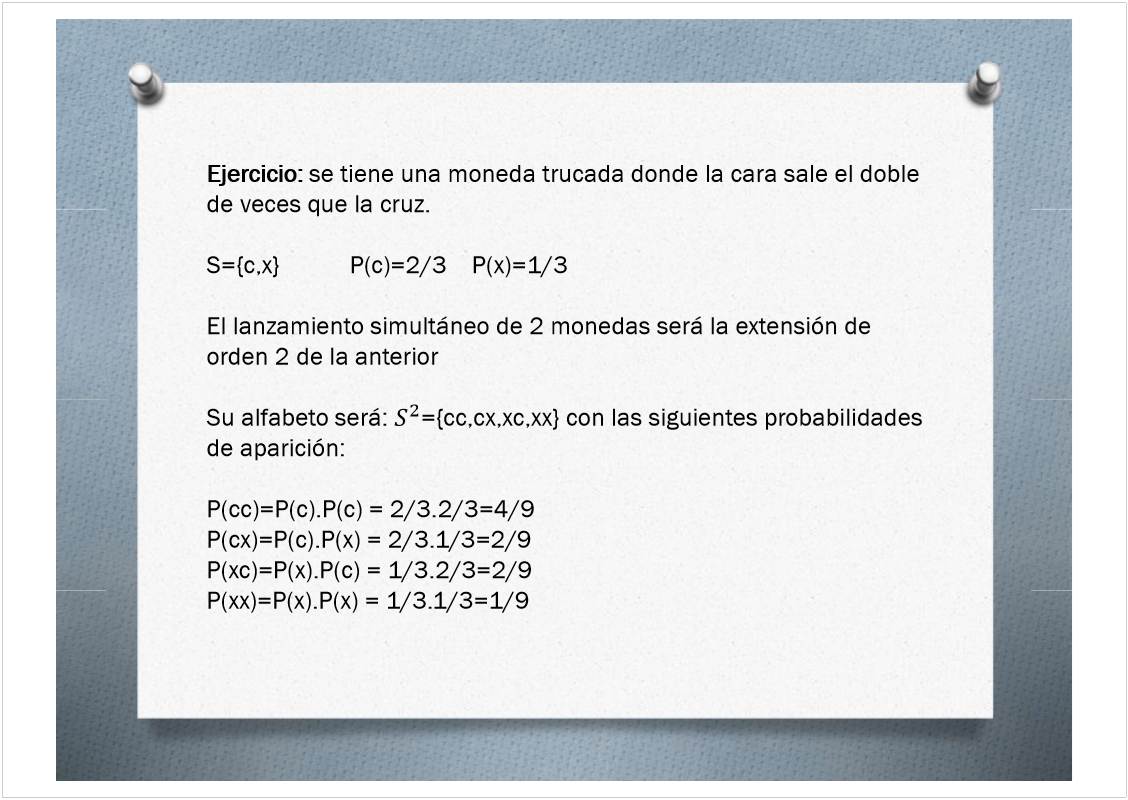 Ejercicio: se tiene una moneda trucada donde la cara sale el doble
de veces que la cruz.
S={c,x} P(c)=2/3 P(x)=1/3
El lanzamiento simultáneo de 2 monedas será la extensión de
orden 2 de la anterior
Su alfabeto será: 𝑆²={cc,cx,xc,xx} con las siguientes probabilidades
de aparición:
P(cc)=P(c).P(c) = 2/3.2/3=4/9
P(cx)=P(c).P(x) = 2/3.1/3=2/9
P(xc)=P(x).P(c) = 1/3.2/3=2/9
P(xx)=P(x).P(x) = 1/3.1/3=1/9